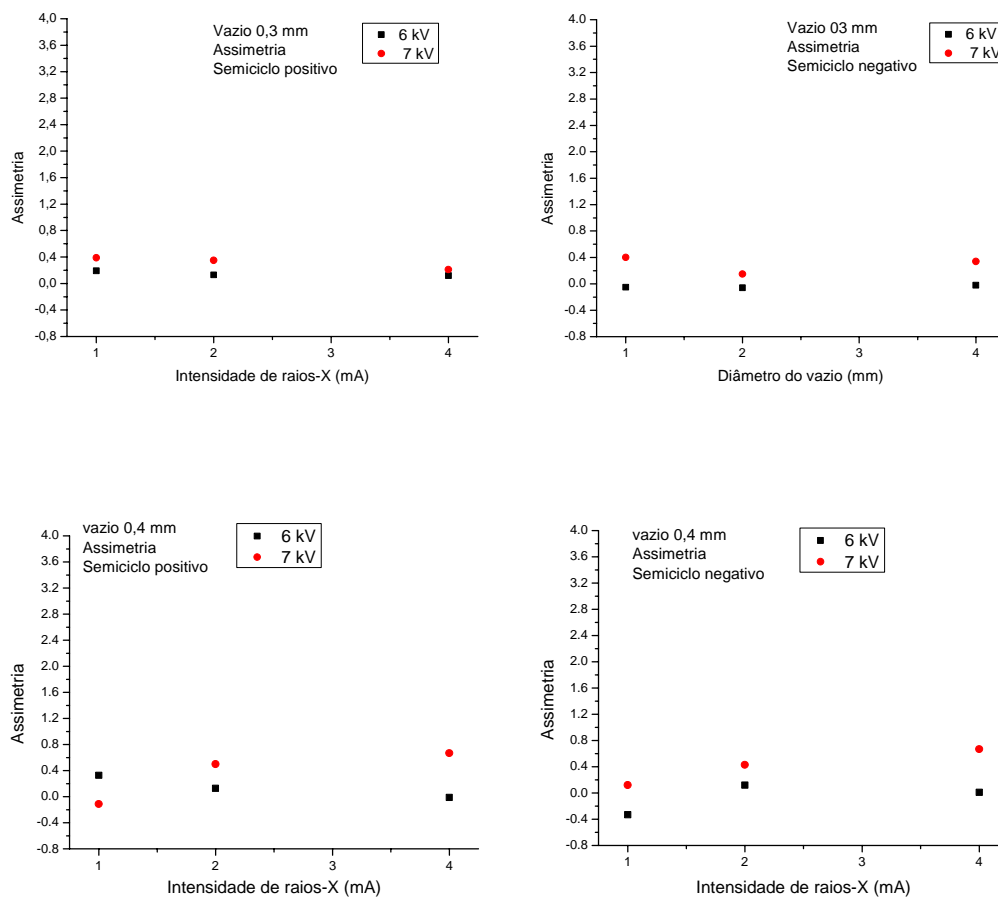 Vazio 0,3 mm
Assimetria
Semiciclo positivo
6 kV
7 kV
4,0
3,6
3,2
2,8
2,4
2,0
1,6
1,2
0,8
0,4
0,0
-0,4
-0,8
Assimetria
1
2
3
4
Intensidade de raios-X (mA)
Vazio 03 mm
Assimetria
Semiciclo negativo
6 kV
7 kV
4.0
3.6
3.2
2.8
2.4
2.0
1.6
1.2
0.8
0.4
0.0
-0.4
-0.8
Assimetria
1
2
3
4
Diâmetro do vazio (mm)
vazio 0,4 mm
Assimetria
Semiciclo positivo
6 kV
7 kV
4.0
3.6
3.2
2.8
2.4
2.0
1.6
1.2
0.8
0.4
0.0
-0.4
-0.8
Assimetria
1
2
3
4
Intensidade de raios-X (mA)
vazio 0,4 mm
Assimetria
Semiciclo negativo
6 kV
7 kV
4.0
3.6
3.2
2.8
2.4
2.0
1.6
1.2
0.8
0.4
0.0
-0.4
-0.8
Assimetria
1
2
3
4
Intensidade de raios-X (mA)